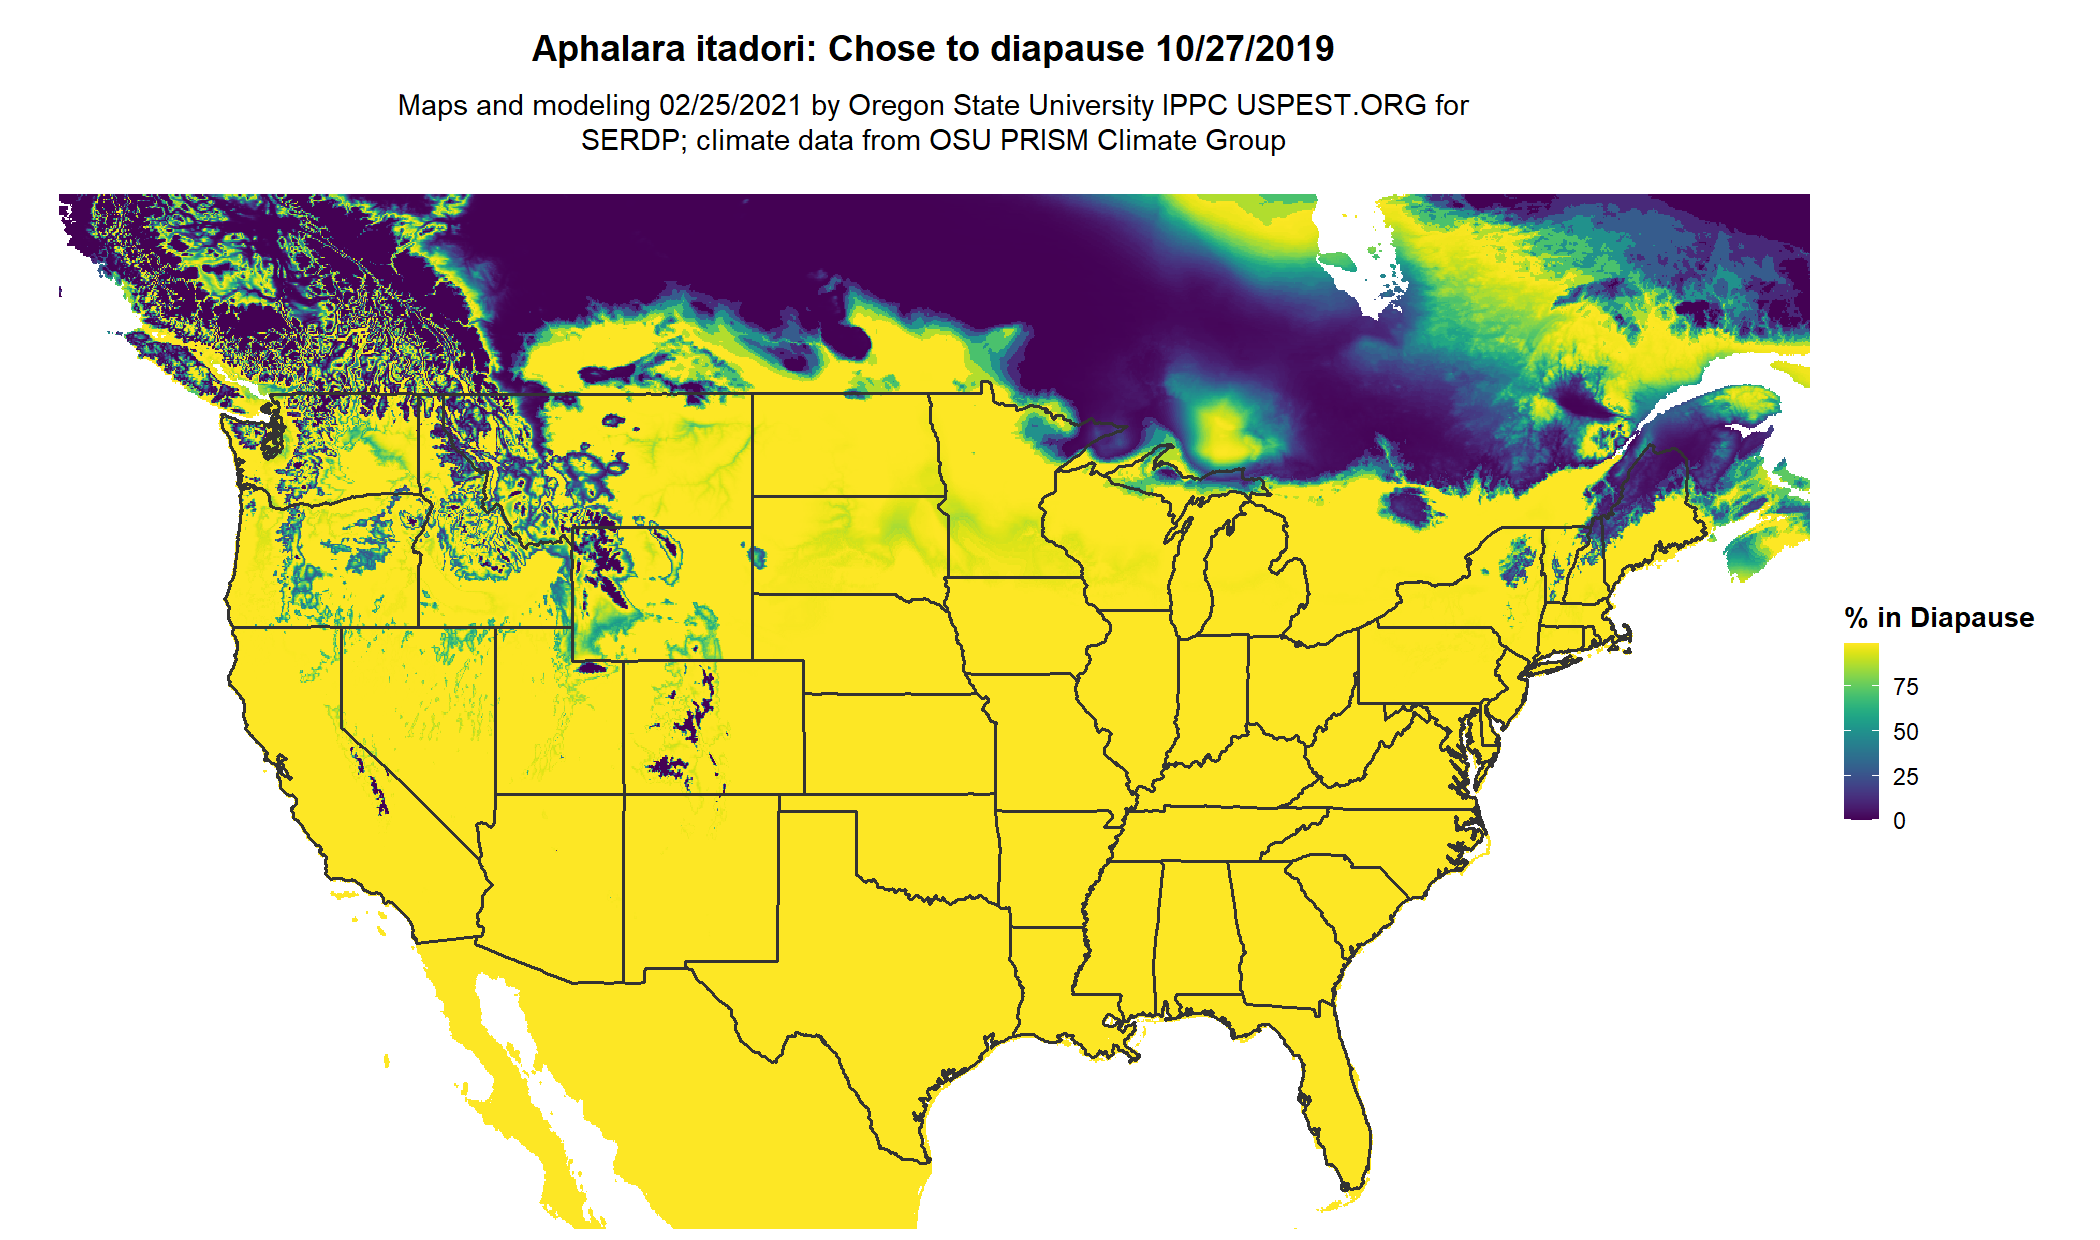 Aphalara itadori: Chose to diapause 10/27/2019
Maps and modeling 02/25/2021 by Oregon State University IPPC USPEST.ORG for
SERDP; climate data from OSU PRISM Climate Group
% in Diapause
75
50
25
0